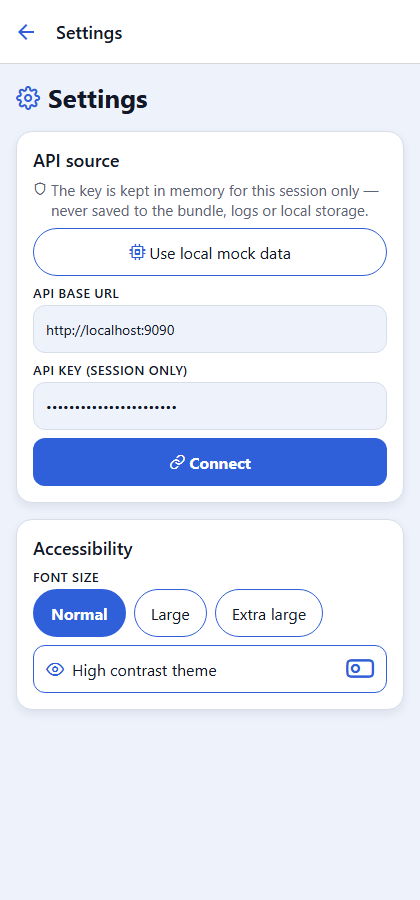 Settings
Settings
API source
The key is kept in memory for this session only —
never saved to the bundle, logs or local storage.
Use local mock data
API BASE URL
http://localhost:9090
API KEY (SESSION ONLY)
•••••••••••••••••••••••
Connect
Accessibility
FONT SIZE
Normal
Large
Extra large
High contrast theme